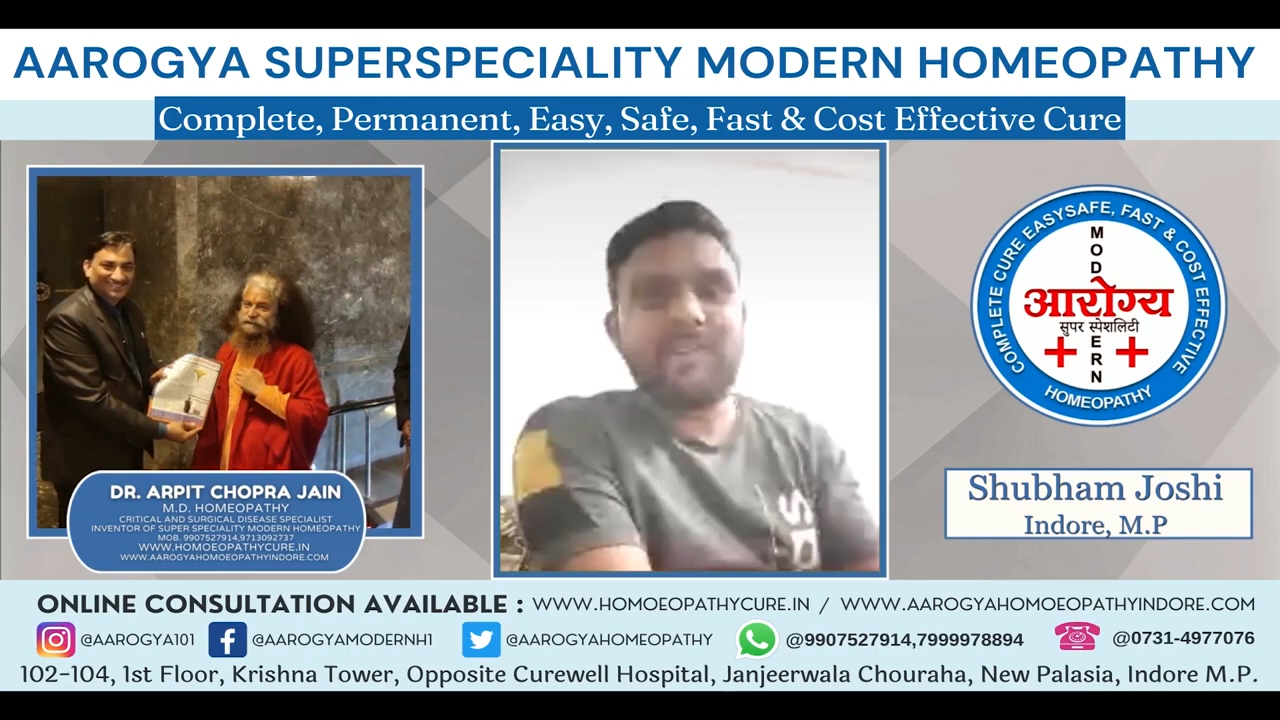 AAROGYA SUPERSPECIALITY MODERN HOMEOPATHY
Complete, Permanent, Easy, Safe, Fast & Cost Effective Cure
DR. ARPIT CHOPRA JAIN
M.D. HOMEOPATHY
CRITICAL AND SURGICAL DISEASE SPECIALIST
INVENTOR OF SUPER SPECIALITY MODERN HOMEOPATHY
MOB. 9907527914,9713092737
WWW.HOMOEOPATHYCURE.IN
WWW.AAROGYAHOMOEOPATHYINDORE.COM
COMPLETE CURE EASYSAFE, FAST & COST EFFECTIVE
MODERN
आरोग्य
सुपर स्पेशलिटी
HOMEOPATHY
Shubham Joshi
Indore, M.P
ONLINE CONSULTATION AVAILABLE : WWW.HOMOEOPATHYCURE.IN / WWW.AAROGYAHOMOEOPATHYINDORE.COM
@AAROGYA101 @AAROGYAMODERNH1 @AAROGYAHOMEOPATHY @9907527914,7999978894 @0731-4977076
102-104, 1st Floor, Krishna Tower, Opposite Curewell Hospital, Janjeerwala Chouraha, New Palasia, Indore M.P.